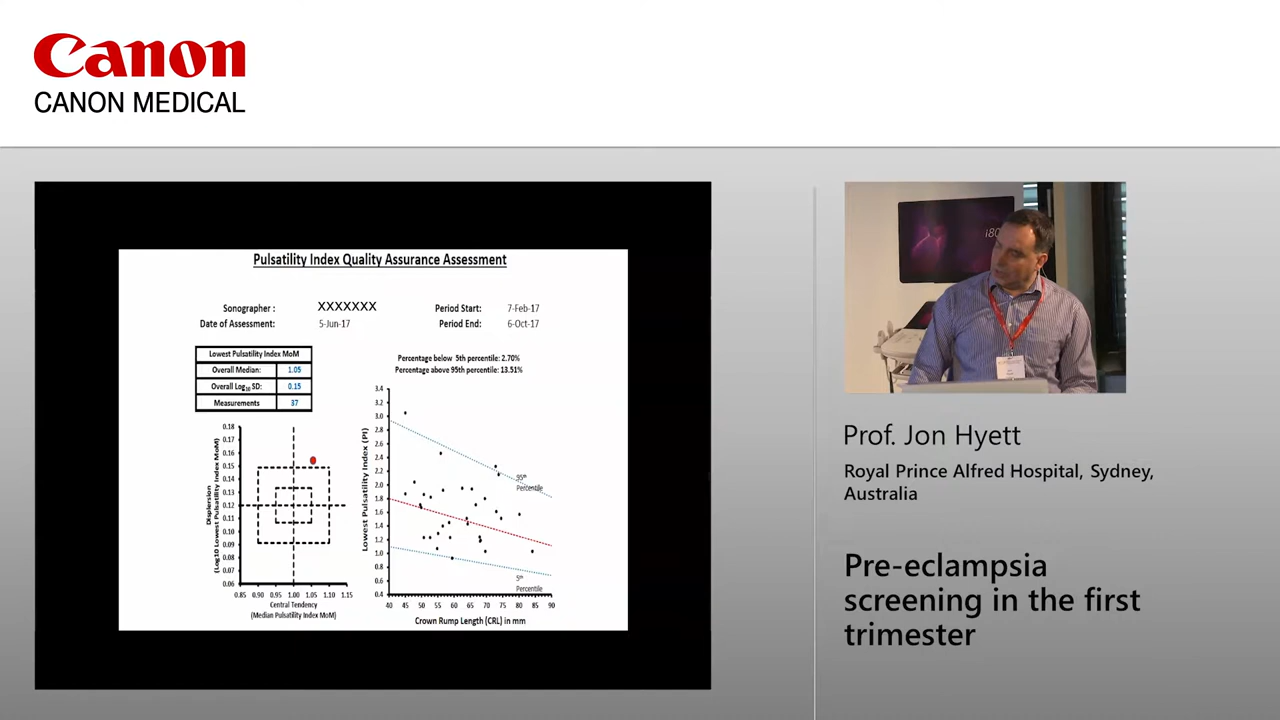 Canon
CANON MEDICAL
Pulsatility Index Quality Assurance Assessment
Sonographer : XXXXXXX
Period Start: 7-Feb-17
Date of Assessment: 5-Jun-17
Period End: 6-Oct-17
Lowest Pulsatility Index MoM
Overall Median: 1.05
Overall Log10 SD: 0.15
Measurements 37
Percentage below 5th percentile: 2.70%
Percentage above 95th percentile: 13.51%
Dispersion
(Log10 Lowest Pulsatility Index MoM)
0.18
0.17
0.16
0.15
0.14
0.13
0.12
0.11
0.10
0.09
0.08
0.07
0.06
0.85 0.90 0.95 1.00 1.05 1.10 1.15
Central Tendency
(Median Pulsatility Index MoM)
Lowest Pulsatility Index (PI)
3.4
3.2
3.0
2.8
2.6
2.4
2.2
2.0
1.8
1.6
1.4
1.2
1.0
0.8
0.6
0.4
95th
Percentile
5th
Percentile
40 45 50 55 60 65 70 75 80 85 90
Crown Rump Length (CRL) in mm
i80
Prof. Jon Hyett
Royal Prince Alfred Hospital, Sydney,
Australia
Pre-eclampsia
screening in the first
trimester